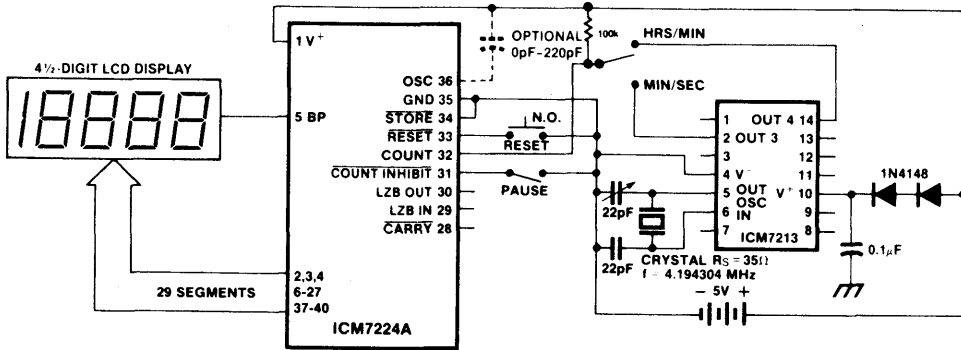 4½-DIGIT LCD DISPLAY
18888
29 SEGMENTS
1 V+
5 BP
2,3,4
6-27
37-40
OSC 36
GND 35
STORE 34
RESET 33
COUNT 32
COUNT INHIBIT 31
LZB OUT 30
LZB IN 29
CARRY 28
ICM7224A
OPTIONAL
0pF-220pF
100k
HRS/MIN
MIN/SEC
N.O.
RESET
PAUSE
22pF
22pF
CRYSTAL RS = 35Ω
f = 4.194304 MHz
- 5V +
1
2 OUT 3
3
4 V-
5 OUT
OSC
6 IN
7
OUT 4 14
13
12
11
V+ 10
9
8
ICM7213
1N4148
0.1µF